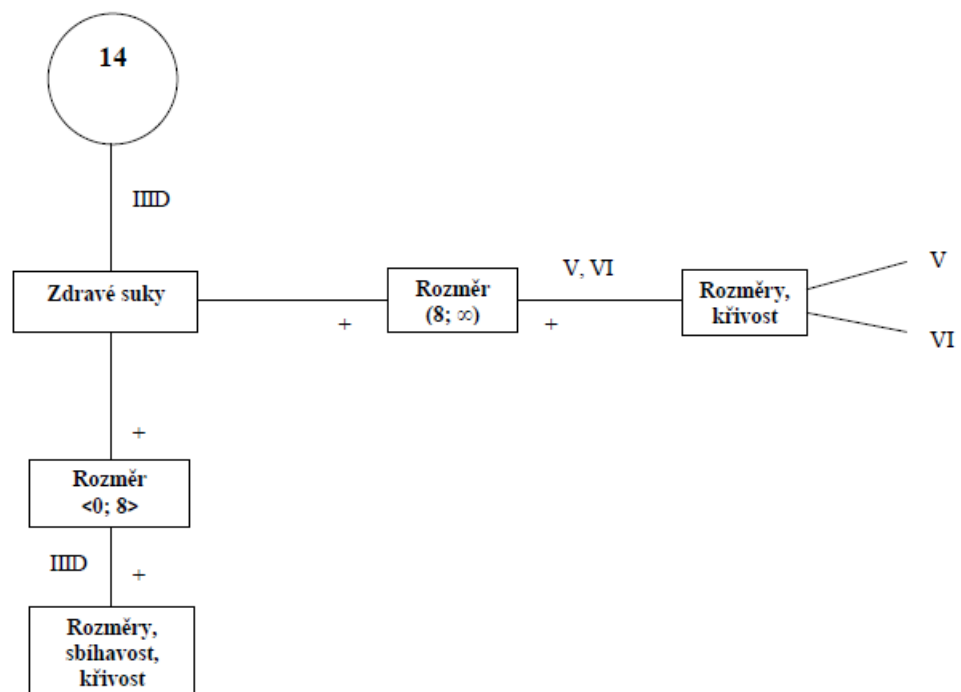 14
IIID
Zdravé suky
+
Rozměr
(8; ∞)
V, VI
+
Rozměry,
křivost
V
VI
+
Rozměr
<0; 8>
IIID
+
Rozměry,
sbíhavost,
křivost